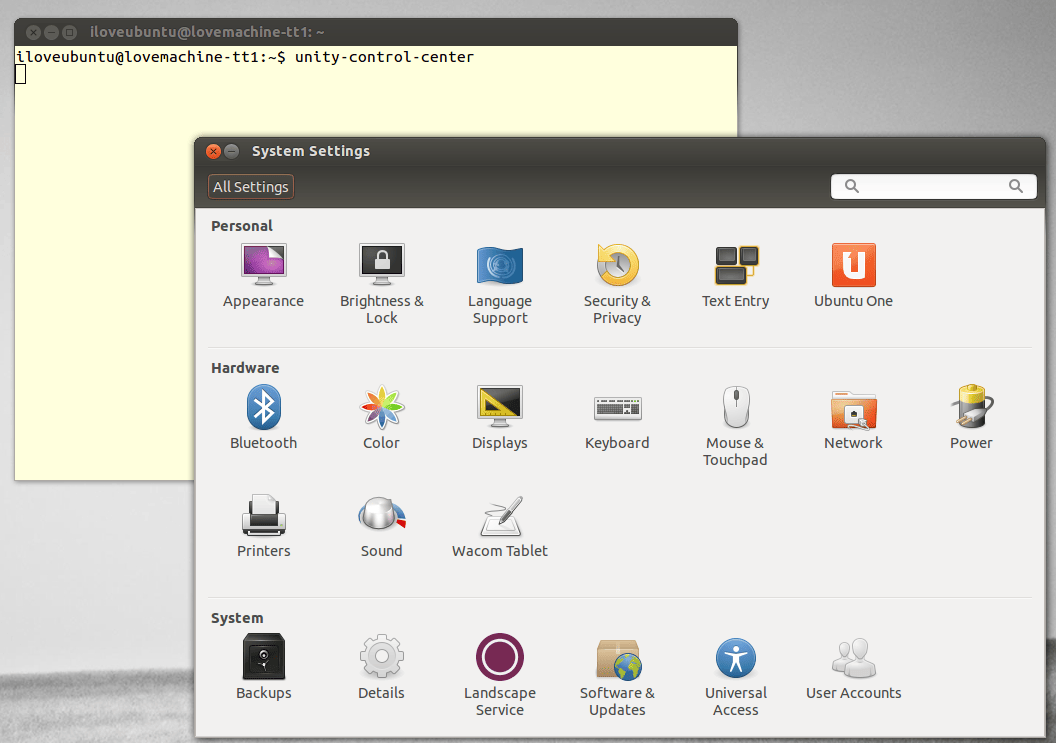 iloveubuntu@lovemachine-tt1: ~
iloveubuntu@lovemachine-tt1:~$ unity-control-center
System Settings
All Settings
Personal
Appearance
Brightness &
Lock
Language
Support
Security &
Privacy
Text Entry
Ubuntu One
Hardware
Bluetooth
Color
Displays
Keyboard
Mouse &
Touchpad
Network
Power
Printers
Sound
Wacom Tablet
System
Backups
Details
Landscape
Service
Software &
Updates
Universal
Access
User Accounts